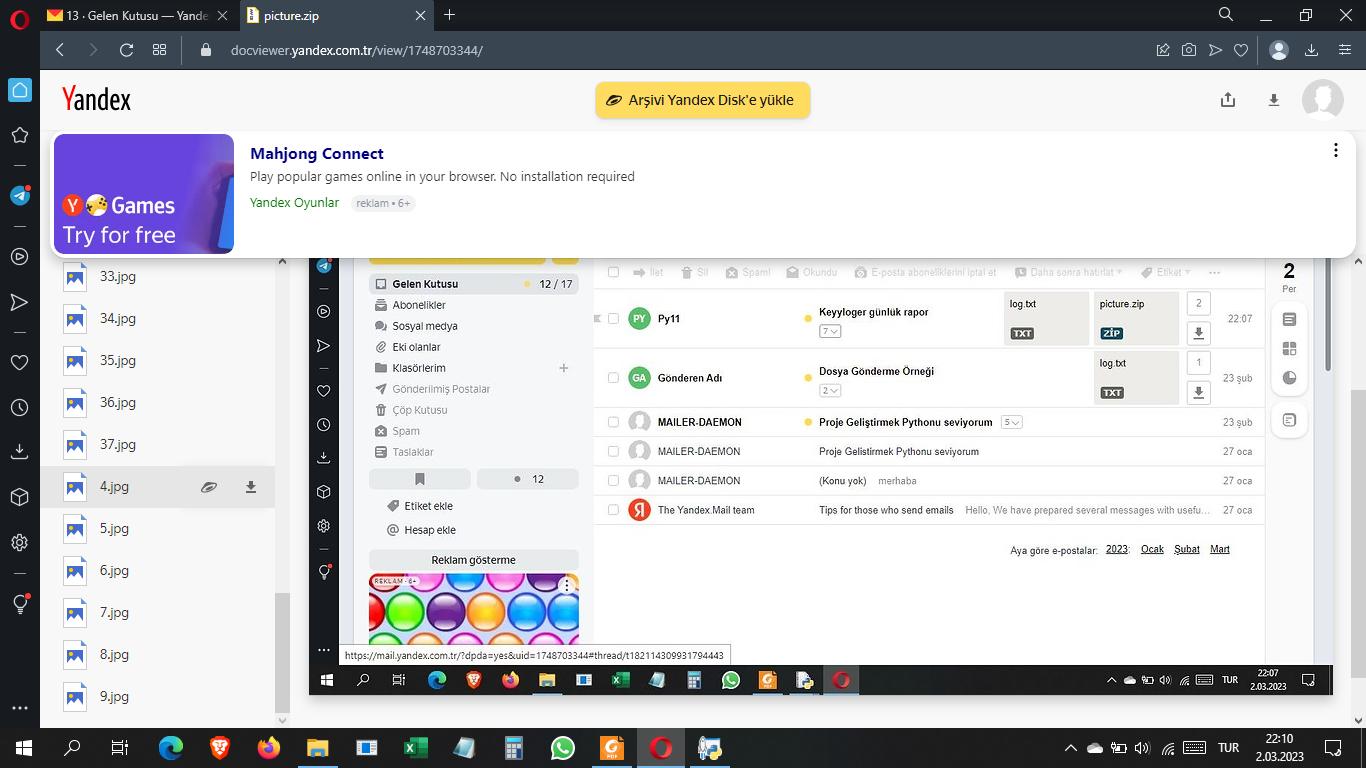 13 · Gelen Kutusu — Yande
picture.zip
docviewer.yandex.com.tr/view/1748703344/
Yandex
Arşivi Yandex Disk'e yükle
Y Games
Try for free
Mahjong Connect
Play popular games online in your browser. No installation required
Yandex Oyunlar reklam • 6+
33.jpg
34.jpg
35.jpg
36.jpg
37.jpg
4.jpg
5.jpg
6.jpg
7.jpg
8.jpg
9.jpg
Gelen Kutusu 12 / 17
Abonelikler
Sosyal medya
Eki olanlar
Klasörlerim
Gönderilmiş Postalar
Çöp Kutusu
Spam
Taslaklar
12
Etiket ekle
Hesap ekle
Reklam gösterme
REKLAM • 6+
İlet Sil Spam! Okundu E-posta aboneliklerini iptal et Daha sonra hatırlat Etiket
PY Py11 Keyyloger günlük rapor 7 log.txt TXT picture.zip ZİP 2 22:07
GA Gönderen Adı Dosya Gönderme Örneği 2 log.txt TXT 1 23 şub
MAILER-DAEMON Proje Geliştirmek Pythonu seviyorum 5 23 şub
MAILER-DAEMON Proje Gelistirmek Pythonu seviyorum 27 oca
MAILER-DAEMON (Konu yok) merhaba 27 oca
Я The Yandex.Mail team Tips for those who send emails Hello, We have prepared several messages with usefu... 27 oca
Aya göre e-postalar: 2023: Ocak Şubat Mart
2
Per
https://mail.yandex.com.tr/?dpda=yes&uid=1748703344#thread/t182114309931794443
TUR
22:07
2.03.2023
TUR
22:10
2.03.2023